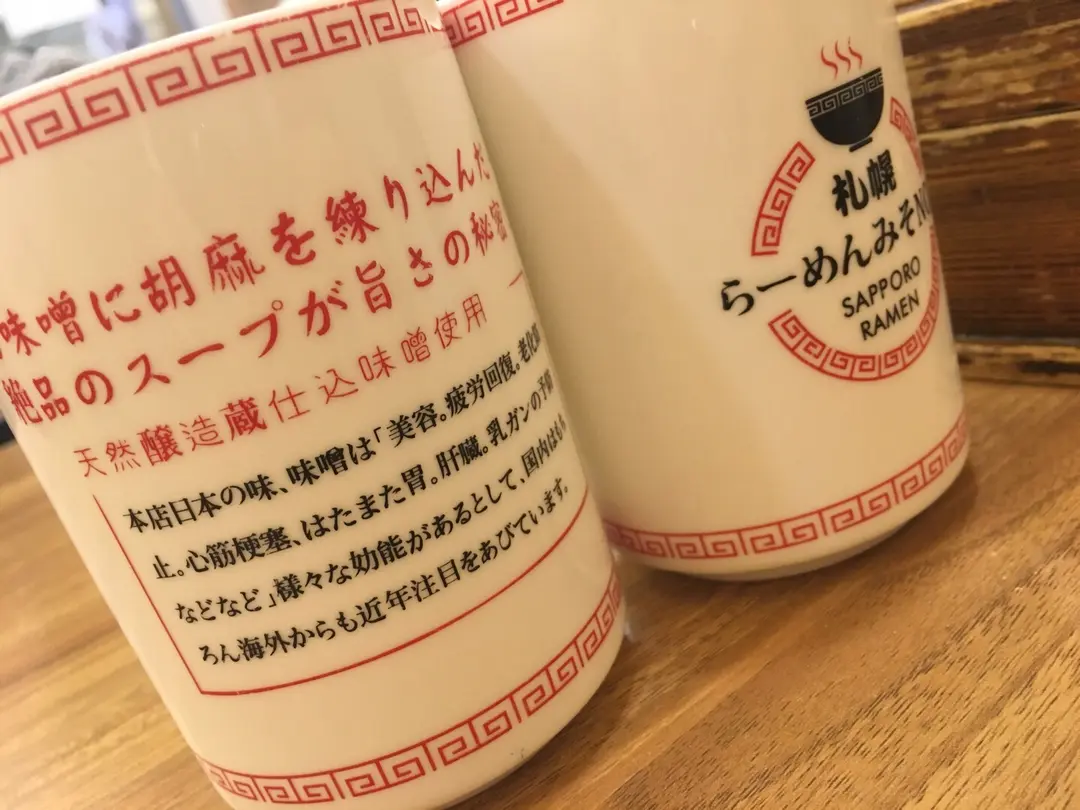 味噌に胡麻を練り込んだ
絶品のスープが旨さの秘密
天然醸造蔵仕込味噌使用
本店日本の味、味噌は「美容。疲労回復。老化防
止。心筋梗塞、はたまた胃。肝臓。乳ガンの予防
などなど」様々な効能があるとして、国内はもち
ろん海外からも近年注目をあびています。
札幌
らーめんみそ
SAPPORO
RAMEN